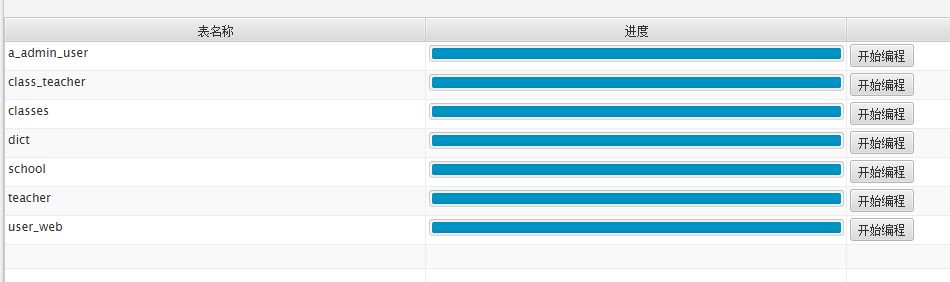 表名称 进度
a_admin_user 开始编程
class_teacher 开始编程
classes 开始编程
dict 开始编程
school 开始编程
teacher 开始编程
user_web 开始编程